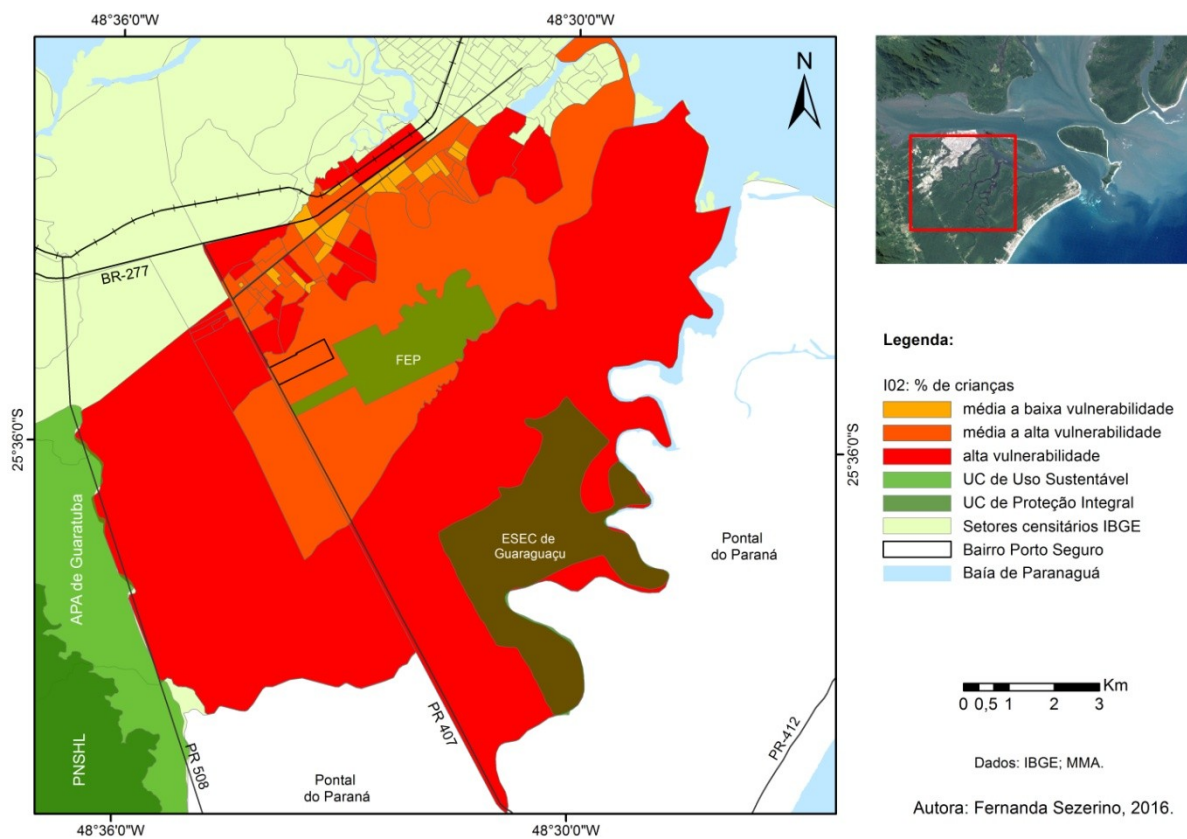 48°36'0"W
48°30'0"W
N
BR-277
FEP
25°36'0"S
25°36'0"S
ESEC de
Guaraguaçu
Pontal
do Paraná
APA de Guaratuba
PNSHL
PR 508
PR 407
PR-412
Pontal
do Paraná
48°36'0"W
48°30'0"W
Legenda:
I02: % de crianças
média a baixa vulnerabilidade
média a alta vulnerabilidade
alta vulnerabilidade
UC de Uso Sustentável
UC de Proteção Integral
Setores censitários IBGE
Bairro Porto Seguro
Baía de Paranaguá
Km
0 0,5 1 2 3
Dados: IBGE; MMA.
Autora: Fernanda Sezerino, 2016.